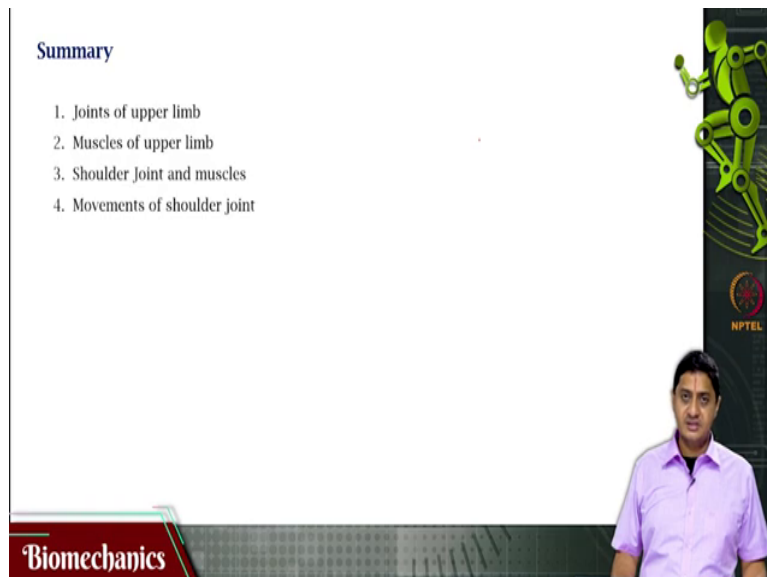 Summary
1. Joints of upper limb
2. Muscles of upper limb
3. Shoulder Joint and muscles
4. Movements of shoulder joint
NPTEL
Biomechanics